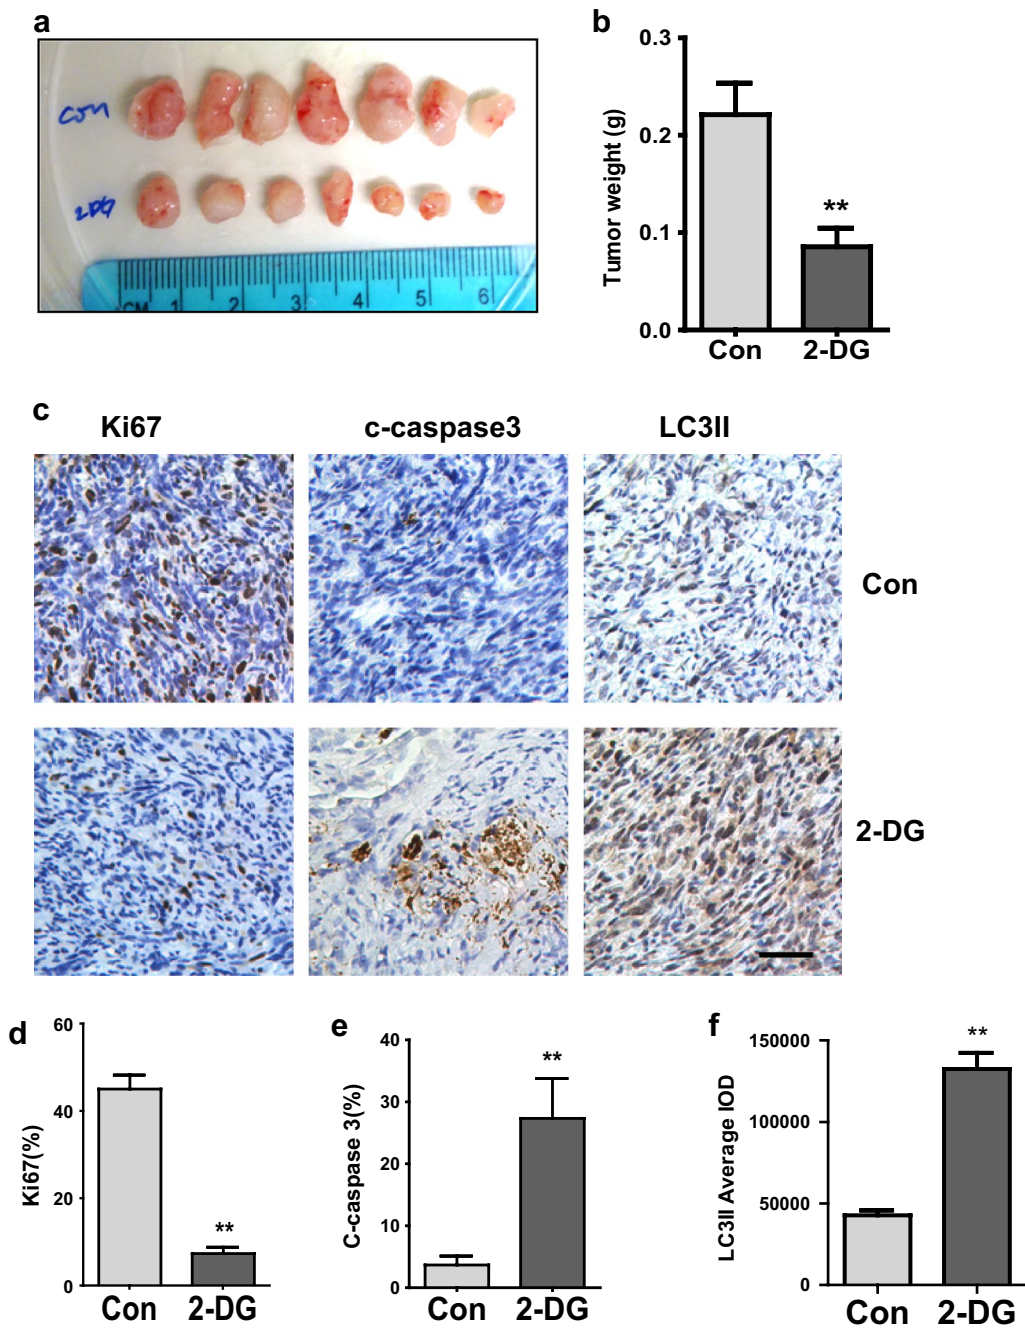 a
con
2DG
CM 1 2 3 4 5 6
b
Tumor weight (g)
0.3
0.2
0.1
0.0
**
Con 2-DG
c
Ki67 c-caspase3 LC3II
Con
2-DG
d
Ki67(%)
60
40
20
0
**
Con 2-DG
e
C-caspase 3(%)
40
30
20
10
0
**
Con 2-DG
f
LC3II Average IOD
150000
100000
50000
0
**
Con 2-DG